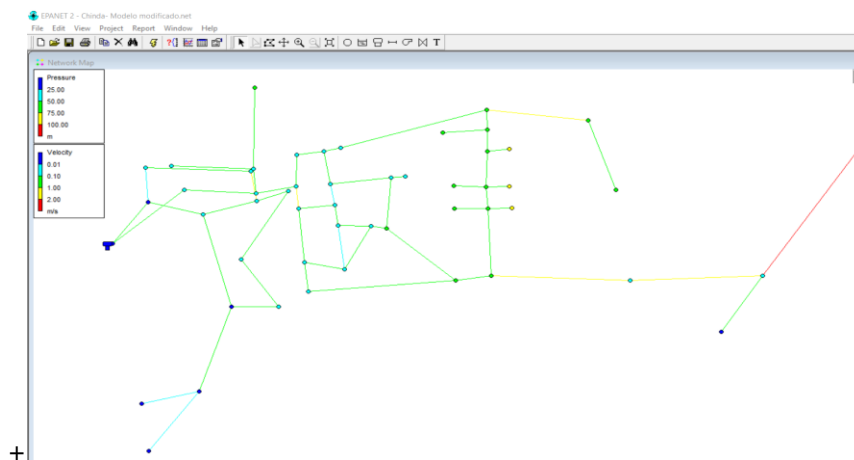 EPANET 2 - Chinda- Modelo modificado.net
File Edit View Project Report Window Help
T
Network Map
Pressure
25.00
50.00
75.00
100.00
m
Velocity
0.01
0.10
1.00
2.00
m/s